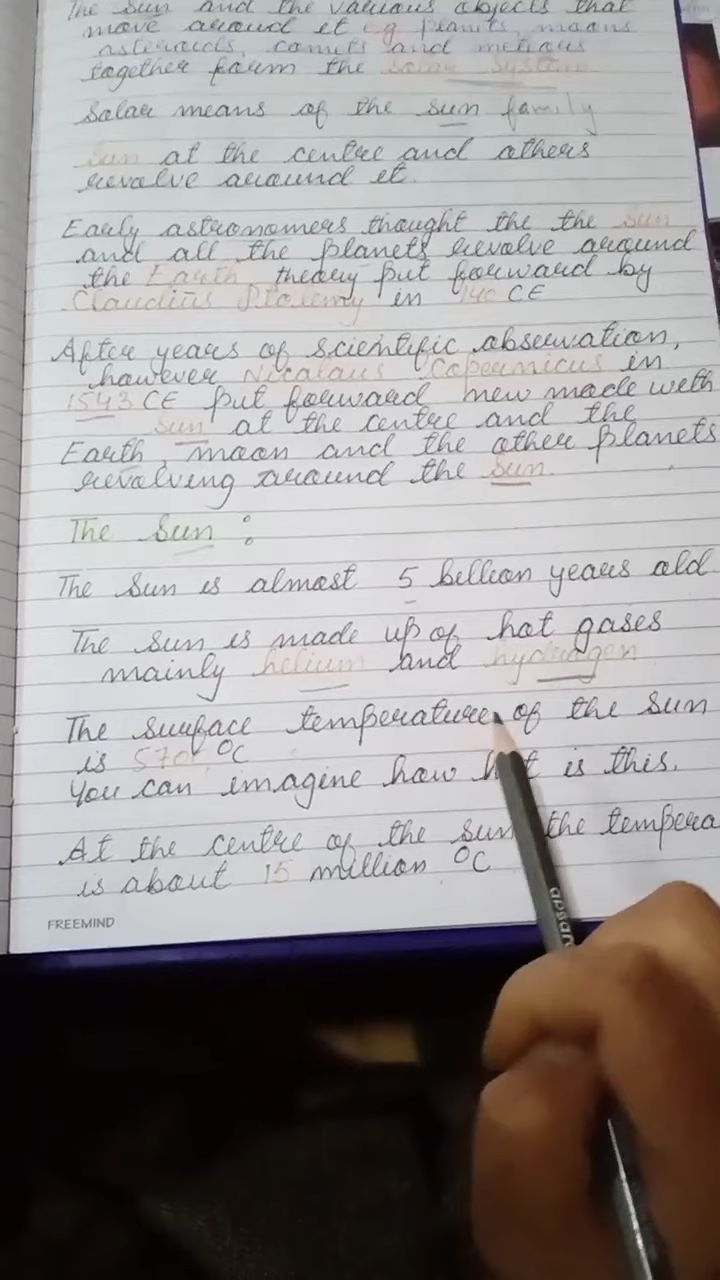 The Sun and the various objects that
move around it e.g planets, moons
asteroids, comets and meteors
together form the Solar System
Solar means of the sun family
Sun at the centre and others
revolve around it.
Early astronomers thought the the Sun
and all the planets revolve around
the Earth theory put forward by
Claudius Ptolemy in 140 CE
After years of scientific observation,
however Nicolaus Copernicus in
1543 CE put forward new made with
Sun at the centre and the
Earth, moon and the other planets
revolving around the Sun.
The Sun :
The Sun is almost 5 billion years old
The sun is made up of hot gases
mainly helium and hydrogen
The surface temperature of the sun
is °C
You can imagine how hot is this.
At the centre of the sun the tempera
is about 15 million °C
FREEMIND
apsara